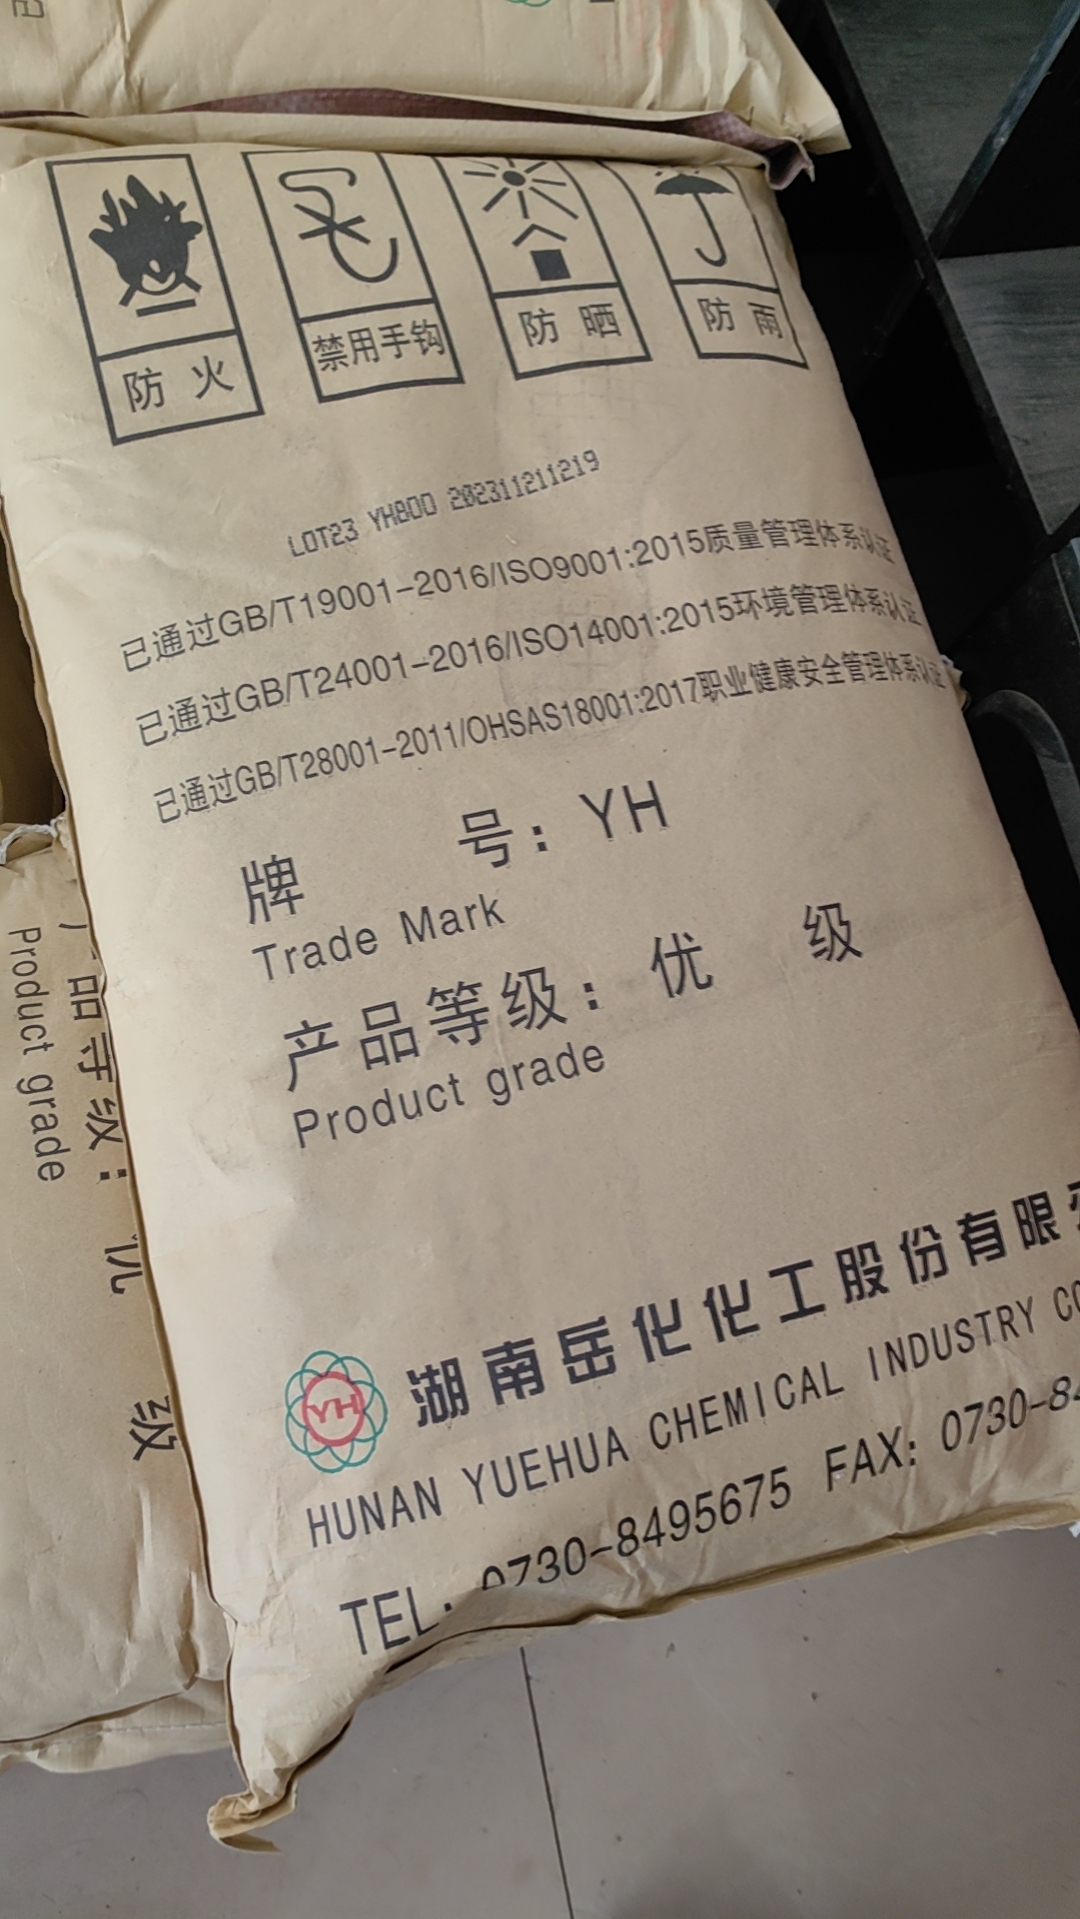 防 火
禁用手钩
防 晒
防 雨
LOT23 YH800 202311211219
已通过GB/T19001-2016/ISO9001:2015质量管理体系认证
已通过GB/T24001-2016/ISO14001:2015环境管理体系认证
已通过GB/T28001-2011/OHSAS18001:2017职业健康安全管理体系认证
牌 号：YH
Trade Mark
产品等级：优 级
Product grade
YH
湖南岳化化工股份有限
HUNAN YUEHUA CHEMICAL INDUSTRY CO
TEL: 0730-8495675 FAX: 0730-84
产品等级：优 级
Product grade